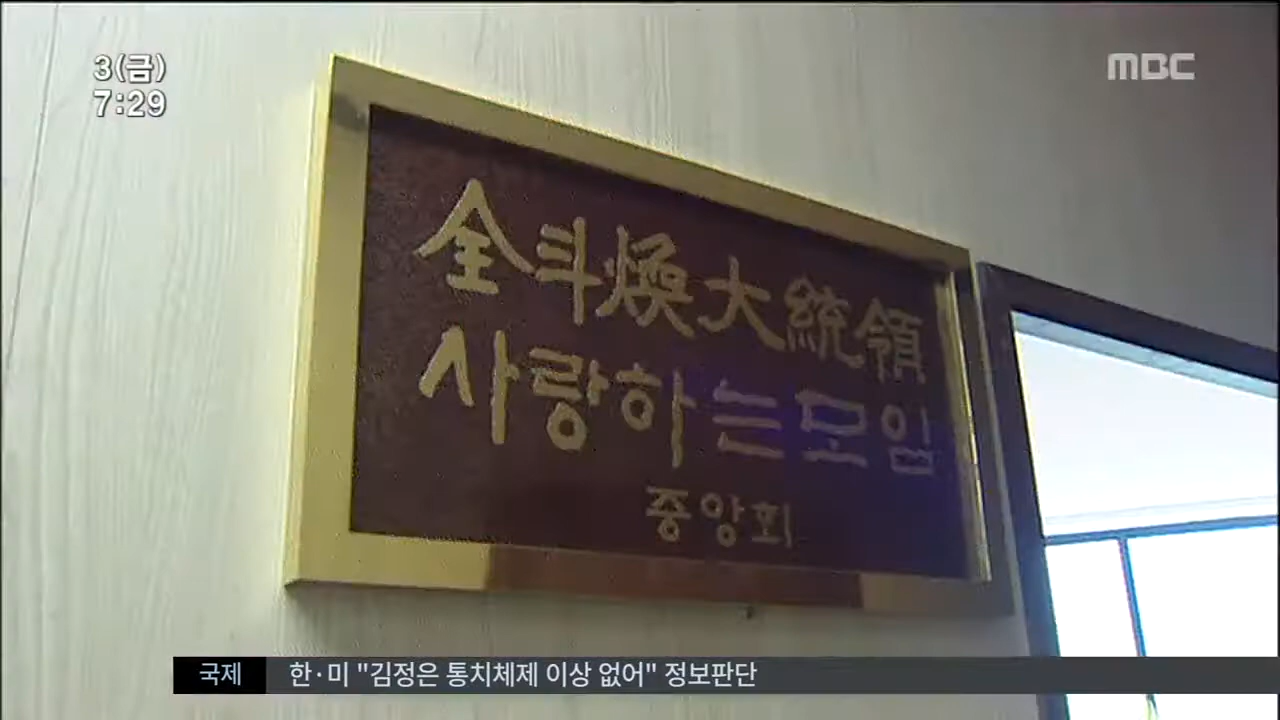 3(금)
7:29
MBC
全斗煥大統領
사랑하는모임
중앙회
국제 한·미 "김정은 통치체제 이상 없어" 정보판단